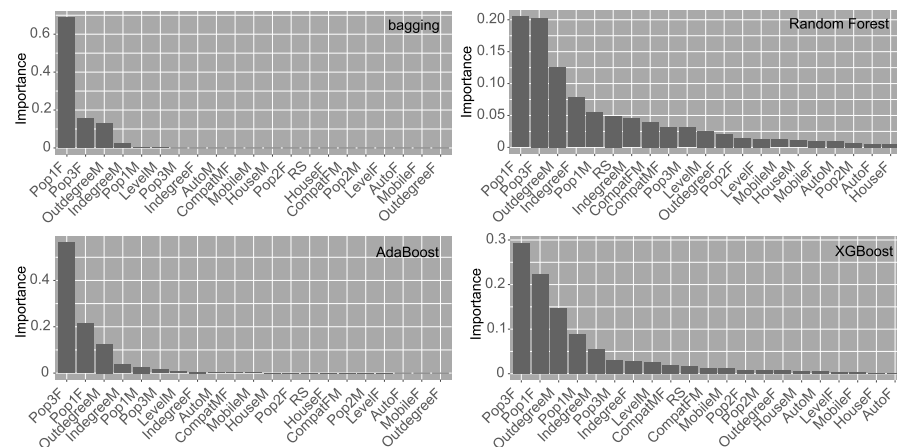 bagging
Importance
0.6
0.4
0.2
0
Pop1F
Pop3F
OutdegreeM
IndegreeM
Pop1M
LevelM
Pop3M
IndegreeF
AutoM
CompatMF
MobileM
HouseM
Pop2F
RS
HouseF
CompatFM
Pop2M
LevelF
AutoF
MobileF
OutdegreeF
Random Forest
Importance
0.20
0.15
0.10
0.05
0
Pop1F
Pop3F
OutdegreeM
IndegreeF
Pop1M
RS
IndegreeM
CompatFM
CompatMF
Pop3M
LevelM
OutdegreeF
Pop2F
LevelF
MobileM
HouseM
MobileF
AutoM
Pop2M
AutoF
HouseF
AdaBoost
Importance
0.4
0.2
0
Pop3F
Pop1F
OutdegreeM
IndegreeM
Pop1M
Pop3M
LevelM
IndegreeF
AutoM
CompatMF
MobileM
HouseM
Pop2F
RS
HouseF
CompatFM
Pop2M
LevelF
AutoF
MobileF
OutdegreeF
XGBoost
Importance
0.3
0.2
0.1
0
Pop3F
Pop1F
OutdegreeM
Pop1M
IndegreeM
Pop3M
IndegreeF
LevelM
CompatMF
RS
CompatFM
MobileM
Pop2F
Pop2M
OutdegreeF
HouseM
AutoM
LevelF
MobileF
HouseF
AutoF